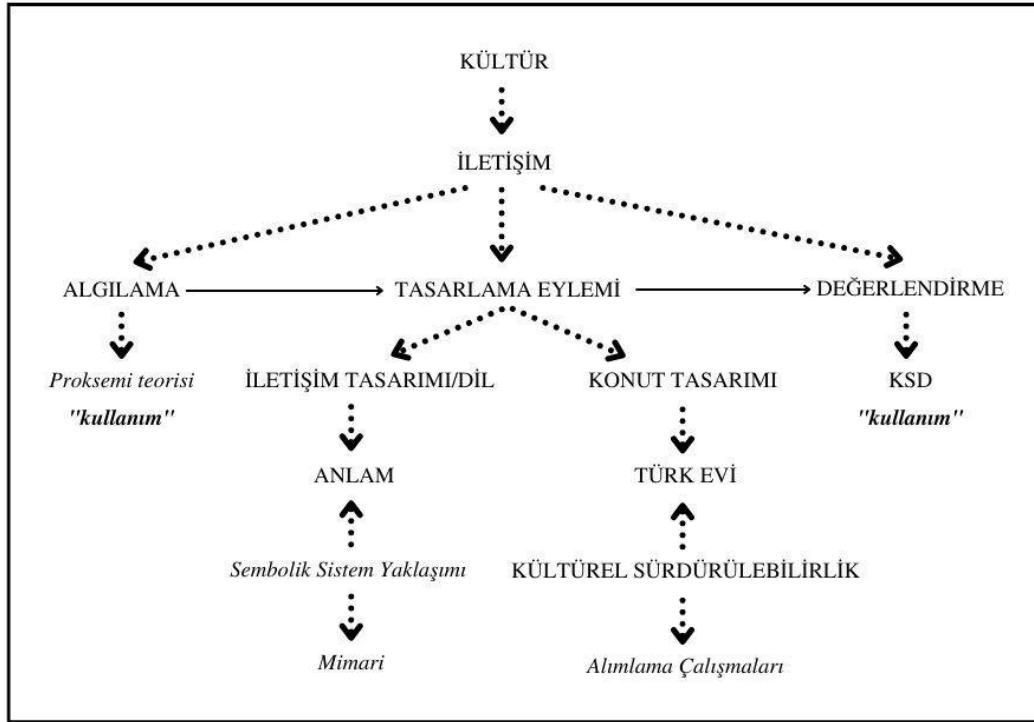 KÜLTÜR
İLETİŞİM
ALGILAMA
TASARLAMA EYLEMİ
DEĞERLENDİRME
Proksemi teorisi
İLETİŞİM TASARIMI/DİL
KONUT TASARIMI
KSD
"kullanım"
"kullanım"
ANLAM
TÜRK EVİ
Sembolik Sistem Yaklaşımı
KÜLTÜREL SÜRDÜRÜLEBİLİRLİK
Mimari
Alımlama Çalışmaları